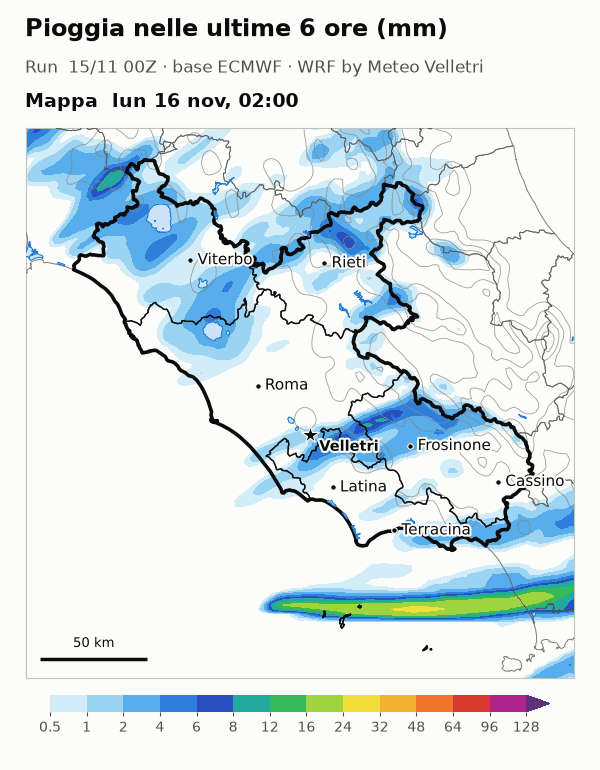 Pioggia nelle ultime 6 ore (mm)
Run 15/11 00Z · base ECMWF · WRF by Meteo Velletri
Mappa lun 16 nov, 02:00
Viterbo
Rieti
Roma
Velletri
Frosinone
Latina
Cassino
Terracina
50 km
0.5 1 2 4 6 8 12 16 24 32 48 64 96 128